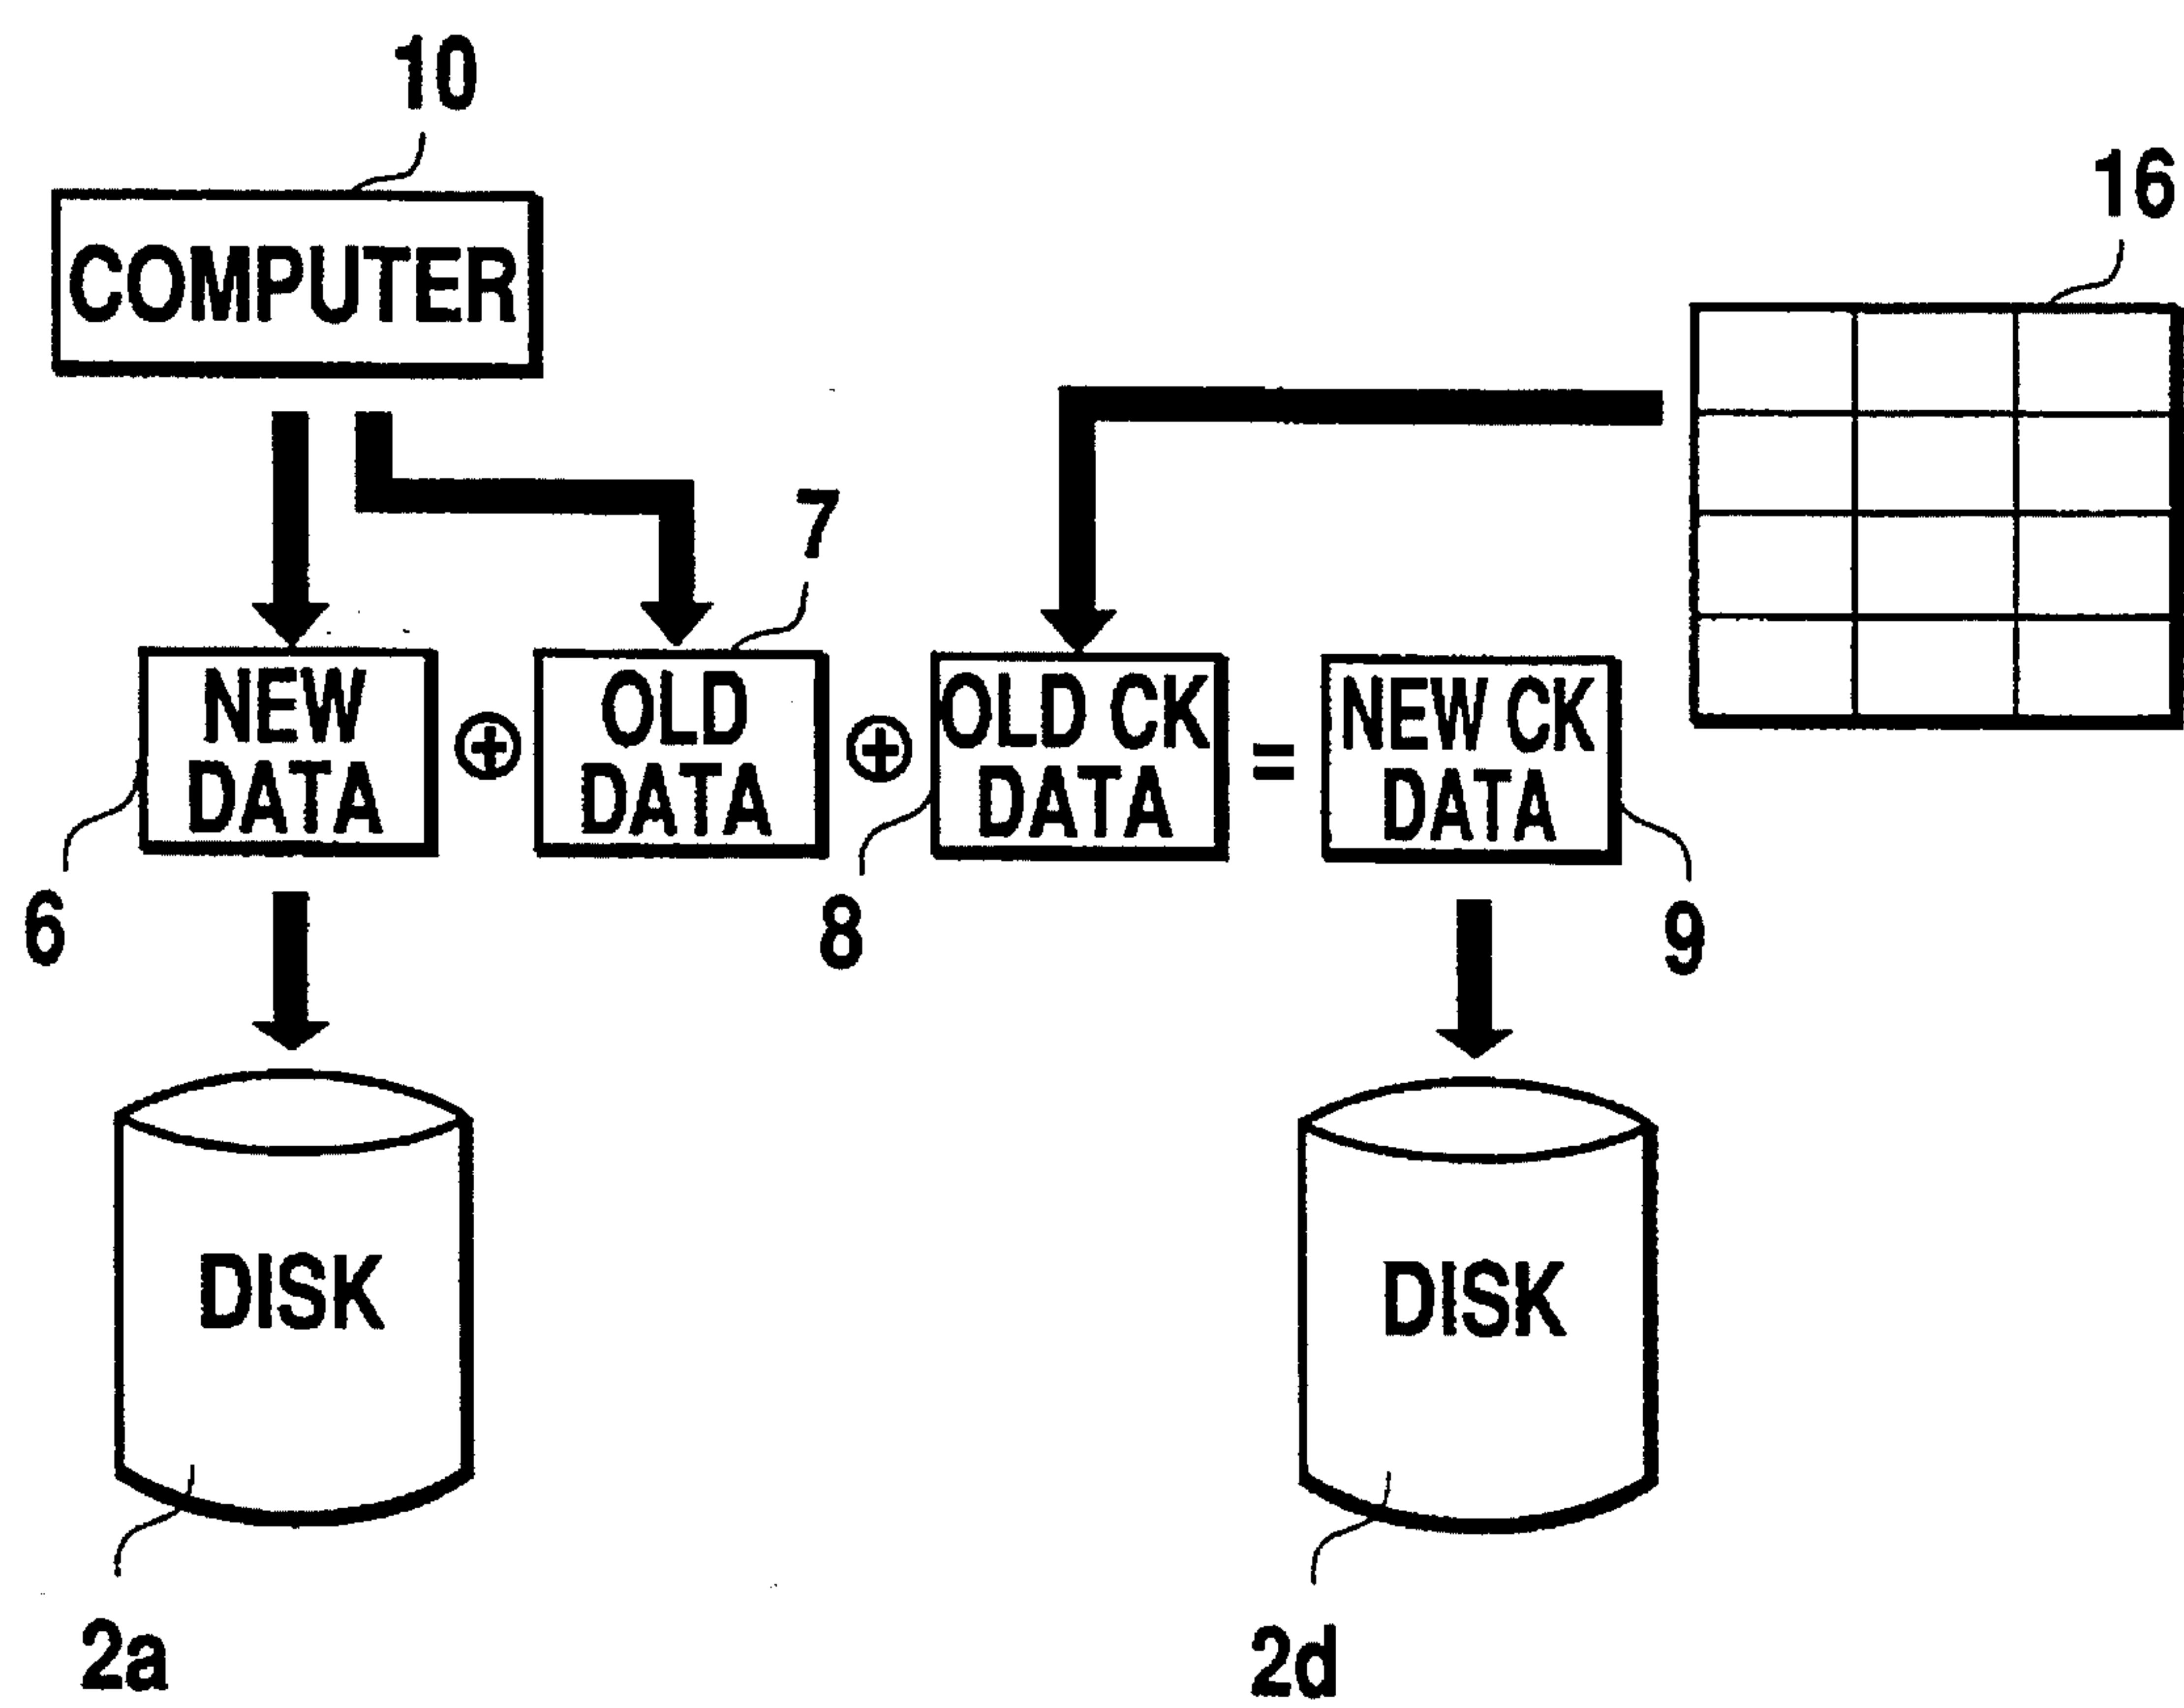 10
COMPUTER
16
7
NEW
DATA
⊕
OLD
DATA
⊕
OLD CK
DATA
=
NEW CK
DATA
6
8
9
DISK
DISK
2a
2d